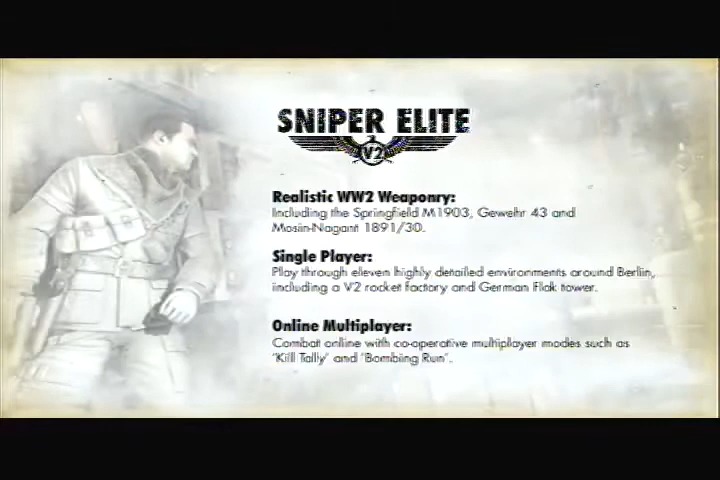 SNIPER ELITE
V2
Realistic WW2 Weaponry:
Including the Springfield M1903, Gewehr 43 and
Mosin-Nagant 1891/30.
Single Player:
Play through eleven highly detailed environments around Berlin,
including a V2 rocket factory and German Flak tower.
Online Multiplayer:
Combat online with co-operative multiplayer modes such as
'Kill Tally' and 'Bombing Run'.